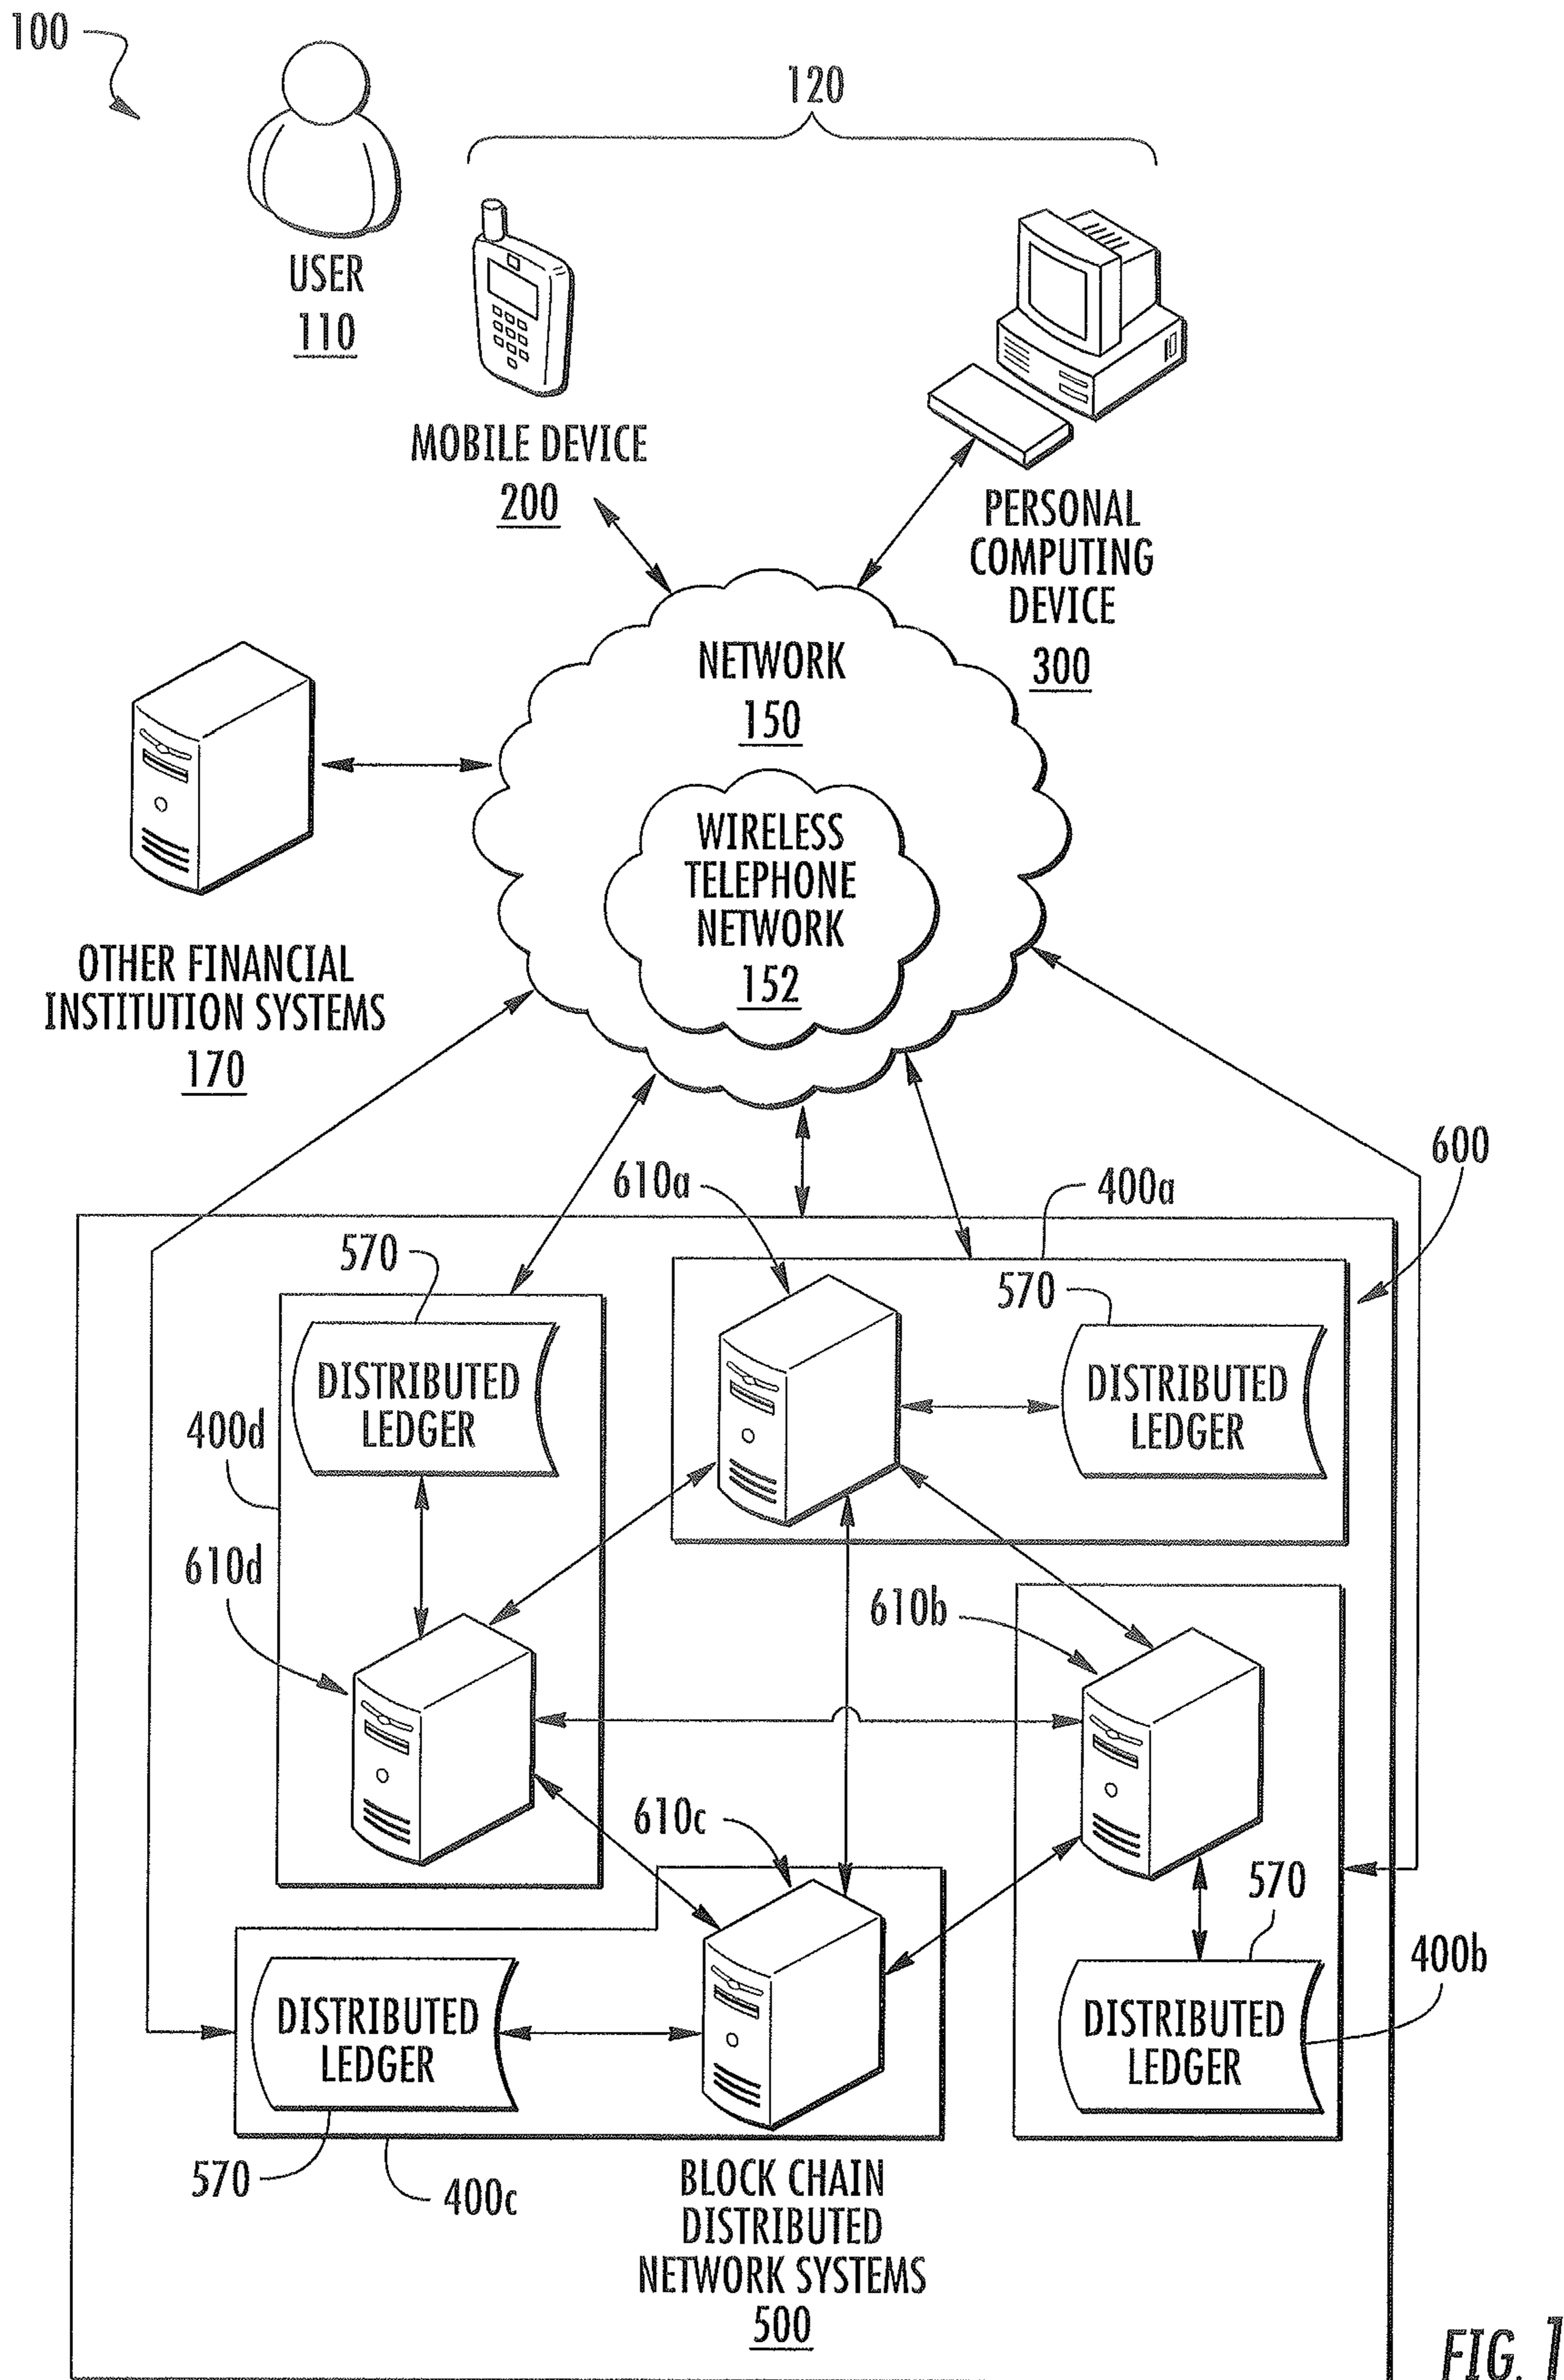 100
120
USER
110
MOBILE DEVICE
200
PERSONAL
COMPUTING
DEVICE
300
NETWORK
150
WIRELESS
TELEPHONE
NETWORK
152
OTHER FINANCIAL
INSTITUTION SYSTEMS
170
600
610a
400a
570
DISTRIBUTED
LEDGER
570
DISTRIBUTED
LEDGER
400d
610d
610b
610c
570
DISTRIBUTED
LEDGER
400b
DISTRIBUTED
LEDGER
570
400c
BLOCK CHAIN
DISTRIBUTED
NETWORK SYSTEMS
500
FIG. 1